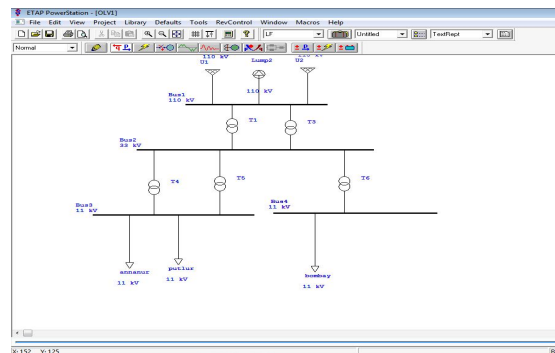 ETAP PowerStation - [OLV1]
File Edit View Project Library Defaults Tools RevControl Window Macros Help
LF Untitled TextRept
Normal
110 kV 110 kV
U1 Lump2 U2
110 kV
Bus1
110 kV
T1 T3
Bus2
33 kV
T4 T5 T6
Bus3 Bus4
11 kV 11 kV
annanur putlur bombay
11 kV 11 kV 11 kV
X: 152 Y: 125